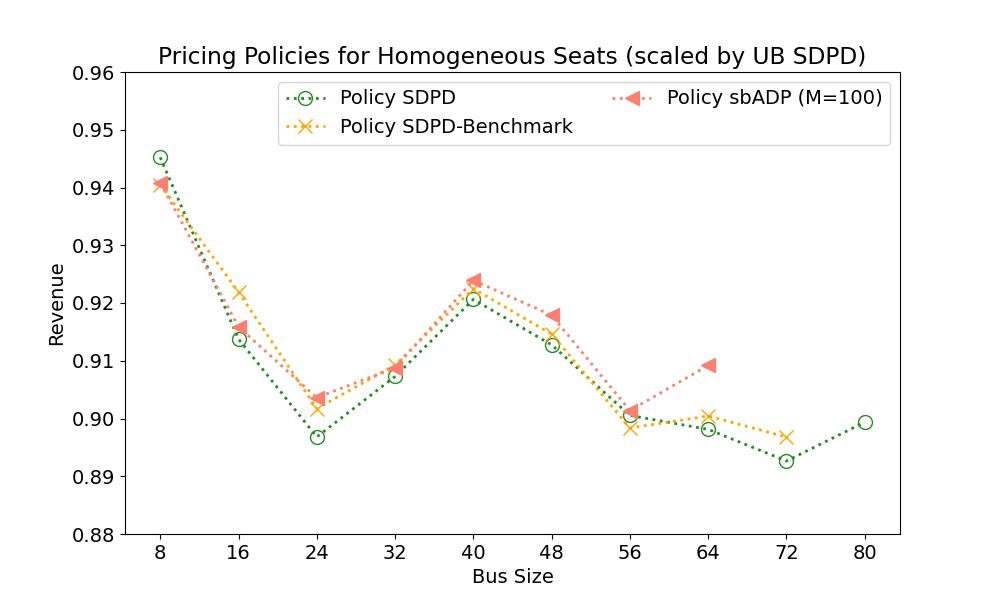 Pricing Policies for Homogeneous Seats (scaled by UB SDPD)
Policy SDPD
Policy SDPD-Benchmark
Policy sbADP (M=100)
Revenue
0.96
0.95
0.94
0.93
0.92
0.91
0.90
0.89
0.88
8 16 24 32 40 48 56 64 72 80
Bus Size